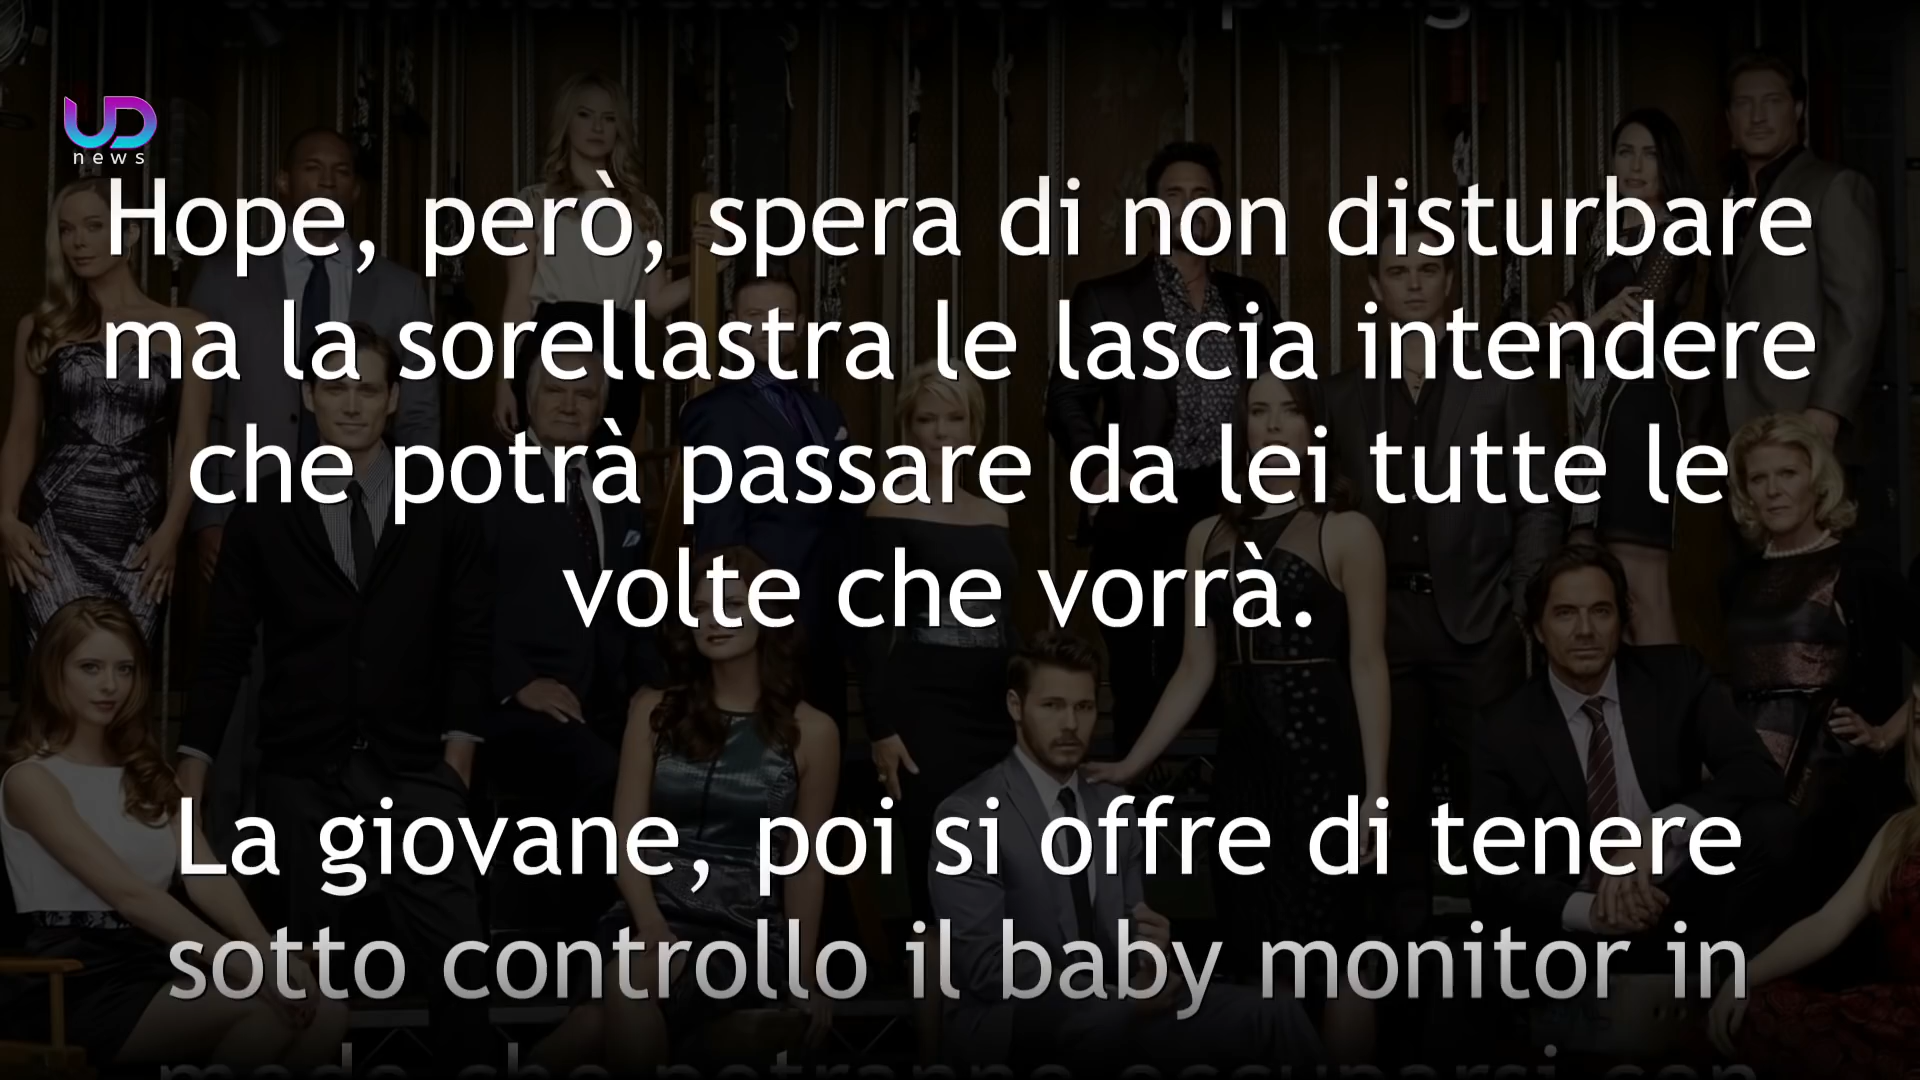 UD
news
Hope, però, spera di non disturbare
ma la sorellastra le lascia intendere
che potrà passare da lei tutte le
volte che vorrà.
La giovane, poi si offre di tenere
sotto controllo il baby monitor in